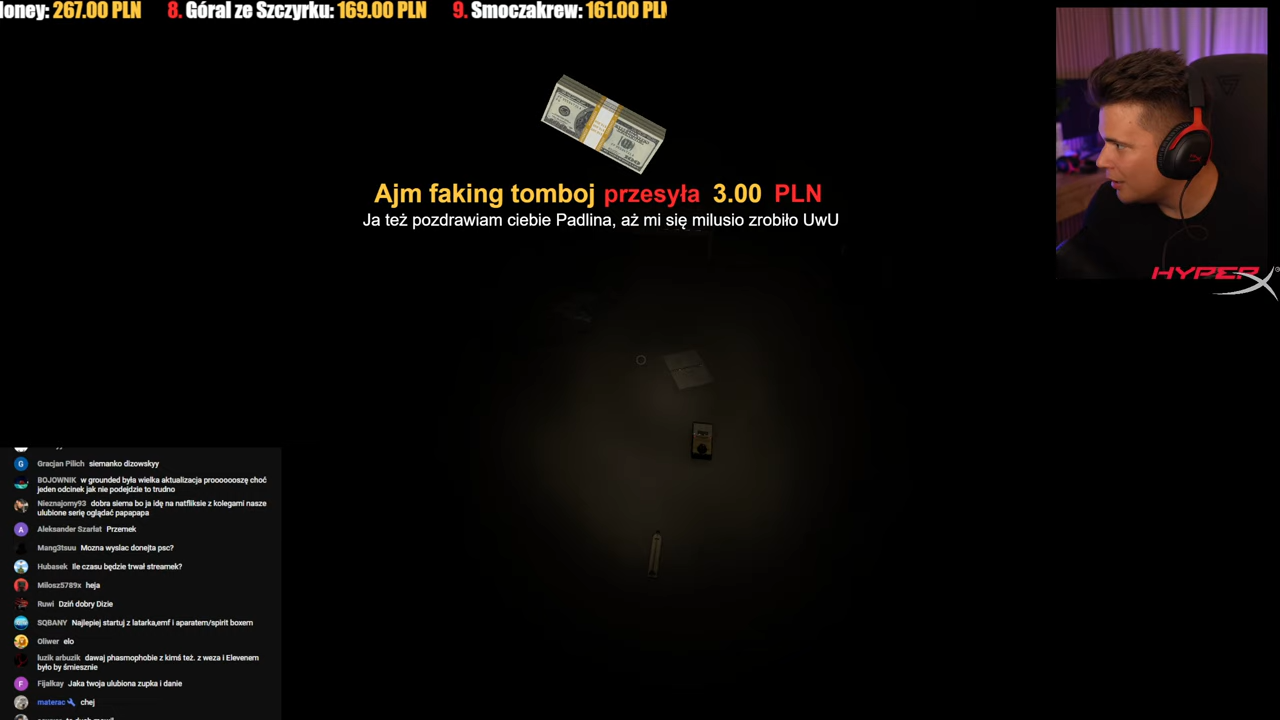 oney: 267.00 PLN 8. Góral ze Szczyrku: 169.00 PLN 9. Smoczakrew: 161.00 PLN
Ajm faking tomboj przesyła 3.00 PLN
Ja też pozdrawiam ciebie Padlina, aż mi się milusio zrobiło UwU
HYPERX
Gracjan Pilich siemanko dizowskyy
BOJOWNIK w grounded była wielka aktualizacja prooooooszę choć
jeden odcinek jak nie podejdzie to trudno
Nieznajomy93 dobra siema bo ja idę na natfliksie z kolegami nasze
ulubione serię oglądać papapapa
Aleksander Szarłat Przemek
Mang3tsuu Mozna wyslac donejta psc?
Hubasek Ile czasu będzie trwał streamek?
Milosz5789x heja
Ruwi Dziń dobry Dizie
SQBANY Najlepiej startuj z latarka,emf i aparatem/spirit boxem
Oliwer elo
luzik arbuzik dawaj phasmophobie z kimś też. z weza i Elevenem
było by śmiesznie
Fijałkay Jaka twoja ulubiona zupka i danie
materac chej